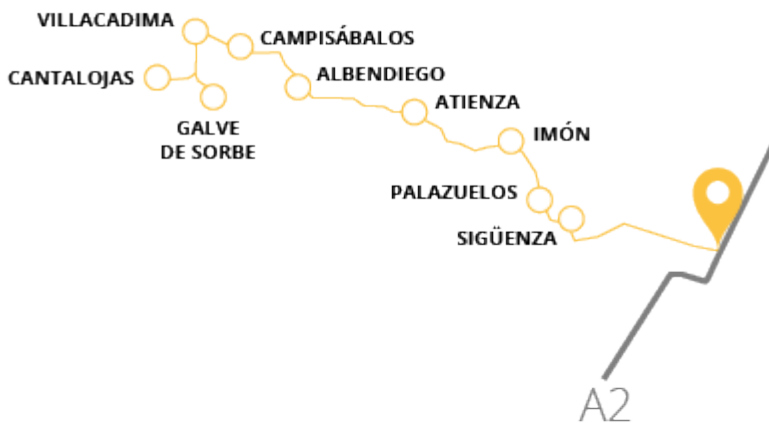 VILLACADIMA
CAMPISÁBALOS
CANTALOJAS
ALBENDIEGO
GALVE
DE SORBE
ATIENZA
IMÓN
PALAZUELOS
SIGÜENZA
A2